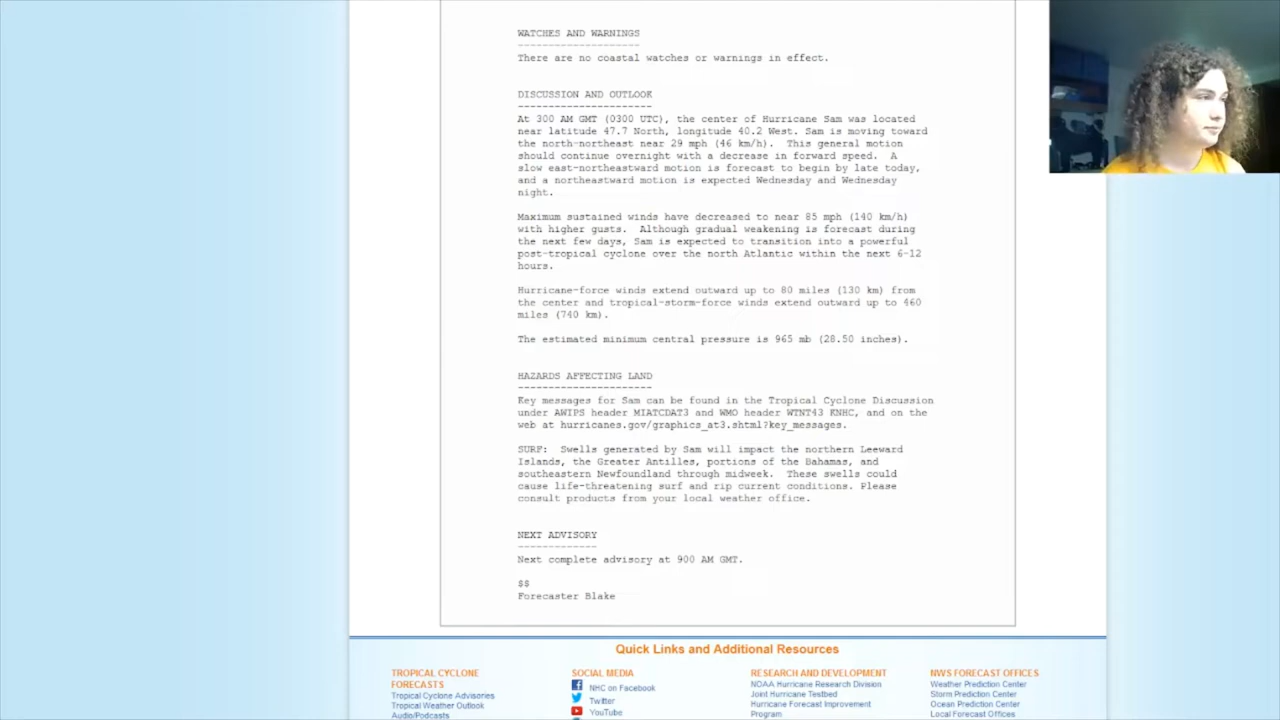 WATCHES AND WARNINGS
--------------------
There are no coastal watches or warnings in effect.
DISCUSSION AND OUTLOOK
----------------------
At 300 AM GMT (0300 UTC), the center of Hurricane Sam was located
near latitude 47.7 North, longitude 40.2 West. Sam is moving toward
the north-northeast near 29 mph (46 km/h).  This general motion
should continue overnight with a decrease in forward speed.  A
slow east-northeastward motion is forecast to begin by late today,
and a northeastward motion is expected Wednesday and Wednesday
night.
Maximum sustained winds have decreased to near 85 mph (140 km/h)
with higher gusts.  Although gradual weakening is forecast during
the next few days, Sam is expected to transition into a powerful
post-tropical cyclone over the north Atlantic within the next 6-12
hours.
Hurricane-force winds extend outward up to 80 miles (130 km) from
the center and tropical-storm-force winds extend outward up to 460
miles (740 km).
The estimated minimum central pressure is 965 mb (28.50 inches).
HAZARDS AFFECTING LAND
----------------------
Key messages for Sam can be found in the Tropical Cyclone Discussion
under AWIPS header MIATCDAT3 and WMO header WTNT43 KNHC, and on the
web at hurricanes.gov/graphics_at3.shtml?key_messages.
SURF:  Swells generated by Sam will impact the northern Leeward
Islands, the Greater Antilles, portions of the Bahamas, and
southeastern Newfoundland through midweek.  These swells could
cause life-threatening surf and rip current conditions. Please
consult products from your local weather office.
NEXT ADVISORY
-------------
Next complete advisory at 900 AM GMT.
$$
Forecaster Blake
Quick Links and Additional Resources
TROPICAL CYCLONE
FORECASTS
Tropical Cyclone Advisories
Tropical Weather Outlook
Audio/Podcasts
SOCIAL MEDIA
NHC on Facebook
Twitter
YouTube
RESEARCH AND DEVELOPMENT
NOAA Hurricane Research Division
Joint Hurricane Testbed
Hurricane Forecast Improvement
Program
NWS FORECAST OFFICES
Weather Prediction Center
Storm Prediction Center
Ocean Prediction Center
Local Forecast Offices